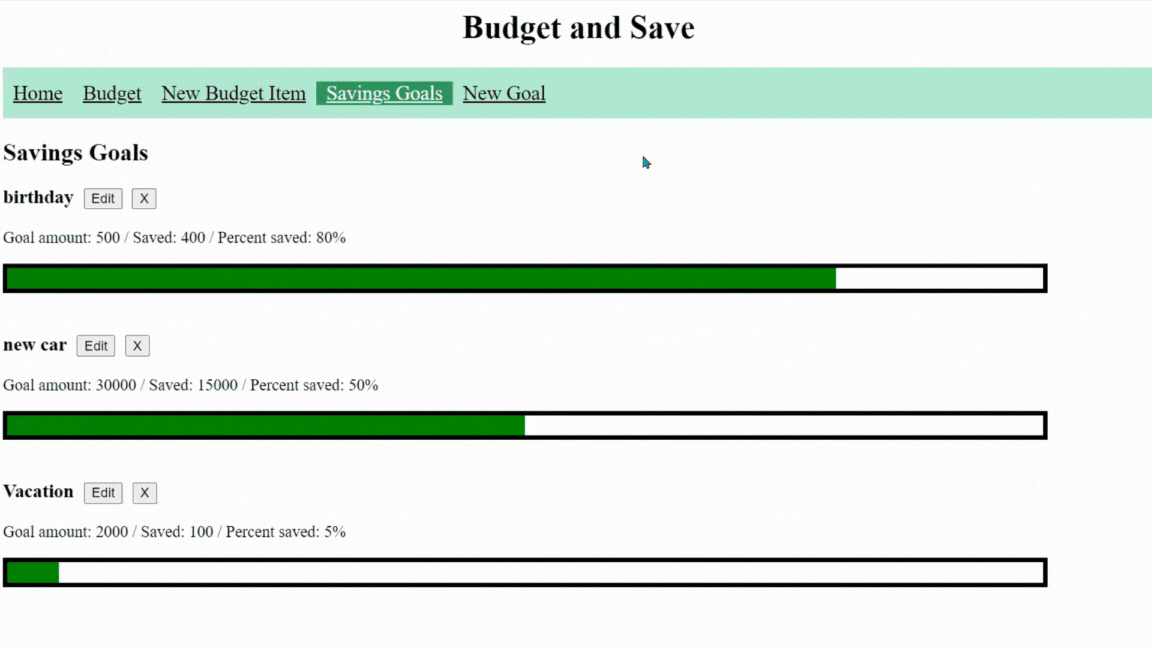 Budget and Save
Home Budget New Budget Item Savings Goals New Goal
Savings Goals
birthday Edit X
Goal amount: 500 / Saved: 400 / Percent saved: 80%
new car Edit X
Goal amount: 30000 / Saved: 15000 / Percent saved: 50%
Vacation Edit X
Goal amount: 2000 / Saved: 100 / Percent saved: 5%